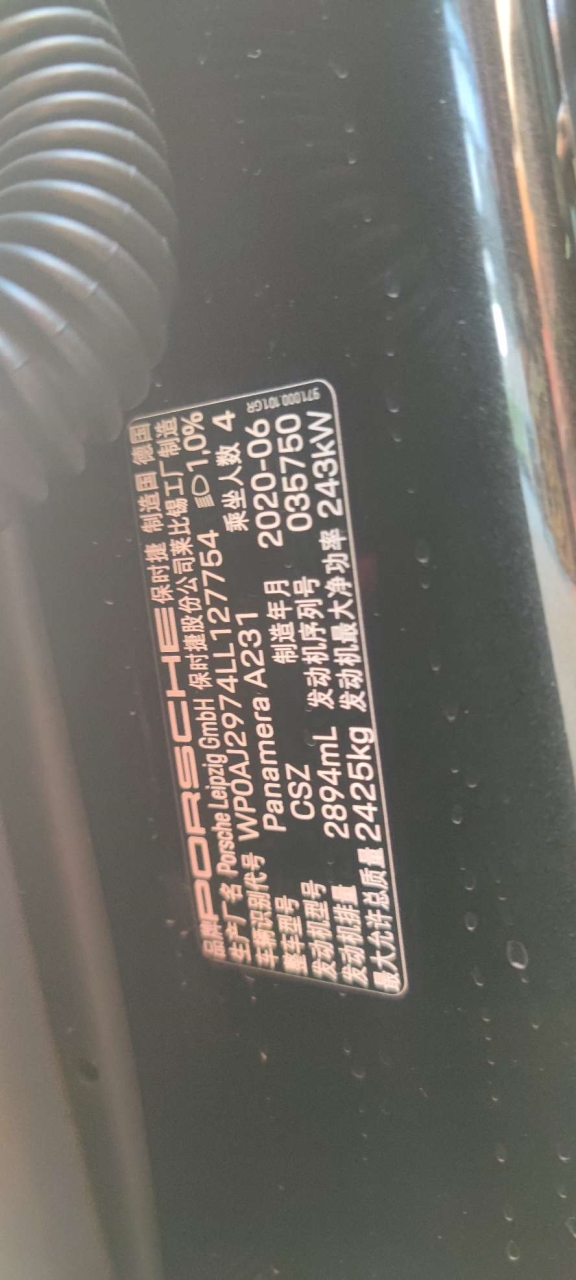 品牌 PORSCHE 保时捷 制造国 德国
生产厂名 Porsche Leipzig GmbH 保时捷股份公司莱比锡工厂制造
车辆识别代号 WP0AJ2974LL127754 1,0%
整车型号 Panamera A231 乘坐人数 4
发动机型号 CSZ 制造年月 2020-06
发动机排量 2894mL 发动机序列号 035750
最大允许总质量 2425kg 发动机最大净功率 243kW
971.000.101.GR